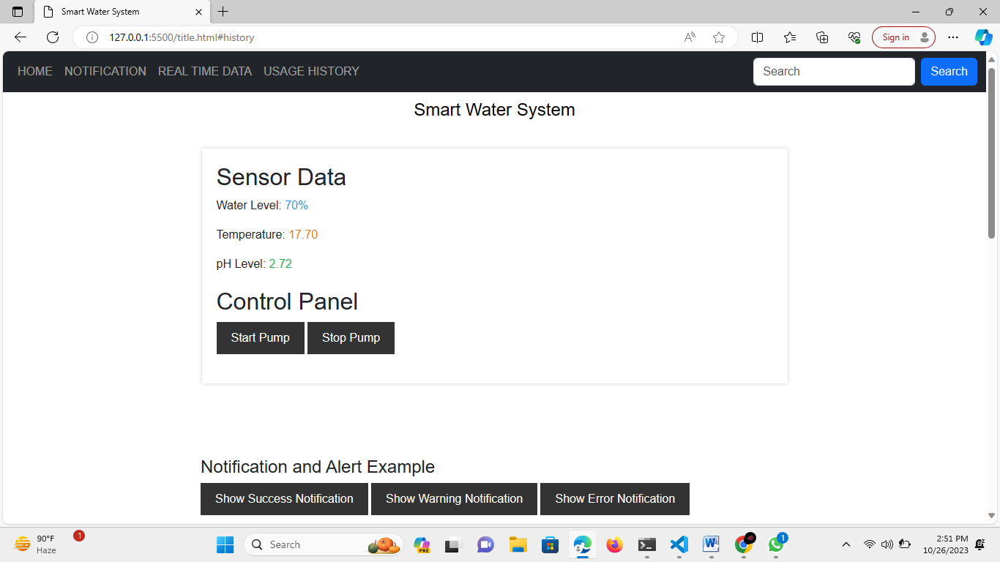 Smart Water System
127.0.0.1:5500/title.html#history
Sign in
HOME NOTIFICATION REAL TIME DATA USAGE HISTORY Search Search
Smart Water System
Sensor Data
Water Level: 70%
Temperature: 17.70
pH Level: 2.72
Control Panel
Start Pump Stop Pump
Notification and Alert Example
Show Success Notification Show Warning Notification Show Error Notification
90°F
Haze
1
Search
PRE
1
2:51 PM
10/26/2023